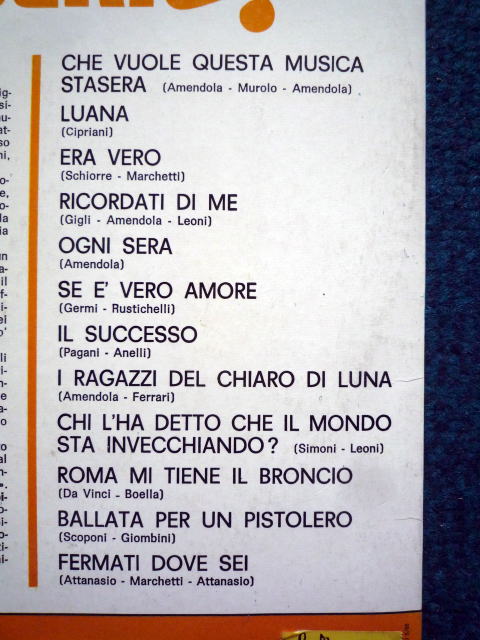 CHE VUOLE QUESTA MUSICA
STASERA (Amendola - Murolo - Amendola)
LUANA
(Cipriani)
ERA VERO
(Schiorre - Marchetti)
RICORDATI DI ME
(Gigli - Amendola - Leoni)
OGNI SERA
(Amendola)
SE E' VERO AMORE
(Germi - Rustichelli)
IL SUCCESSO
(Pagani - Anelli)
I RAGAZZI DEL CHIARO DI LUNA
(Amendola - Ferrari)
CHI L'HA DETTO CHE IL MONDO
STA INVECCHIANDO? (Simoni - Leoni)
ROMA MI TIENE IL BRONCIO
(Da Vinci - Boella)
BALLATA PER UN PISTOLERO
(Scoponi - Giombini)
FERMATI DOVE SEI
(Attanasio - Marchetti - Attanasio)